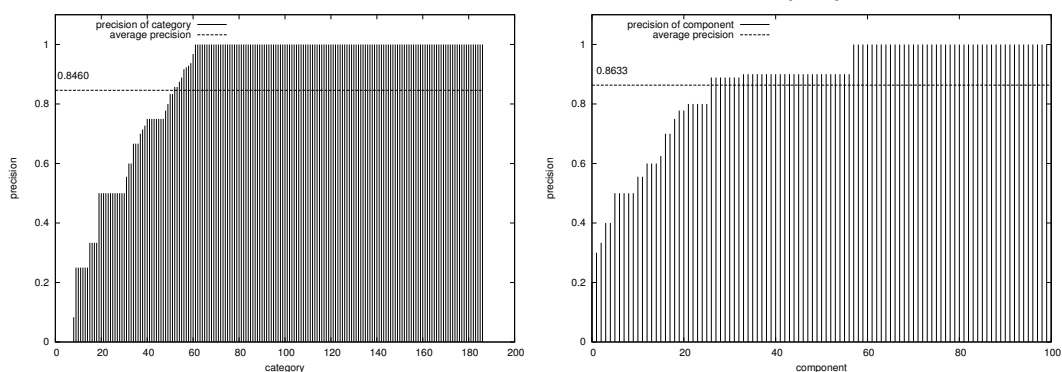 precision of category
average precision
1
0.8460
0.8
0.6
0.4
0.2
0
precision
0 20 40 60 80 100 120 140 160 180 200
category
precision of component
average precision
1
0.8633
0.8
0.6
0.4
0.2
0
precision
0 20 40 60 80 100
component